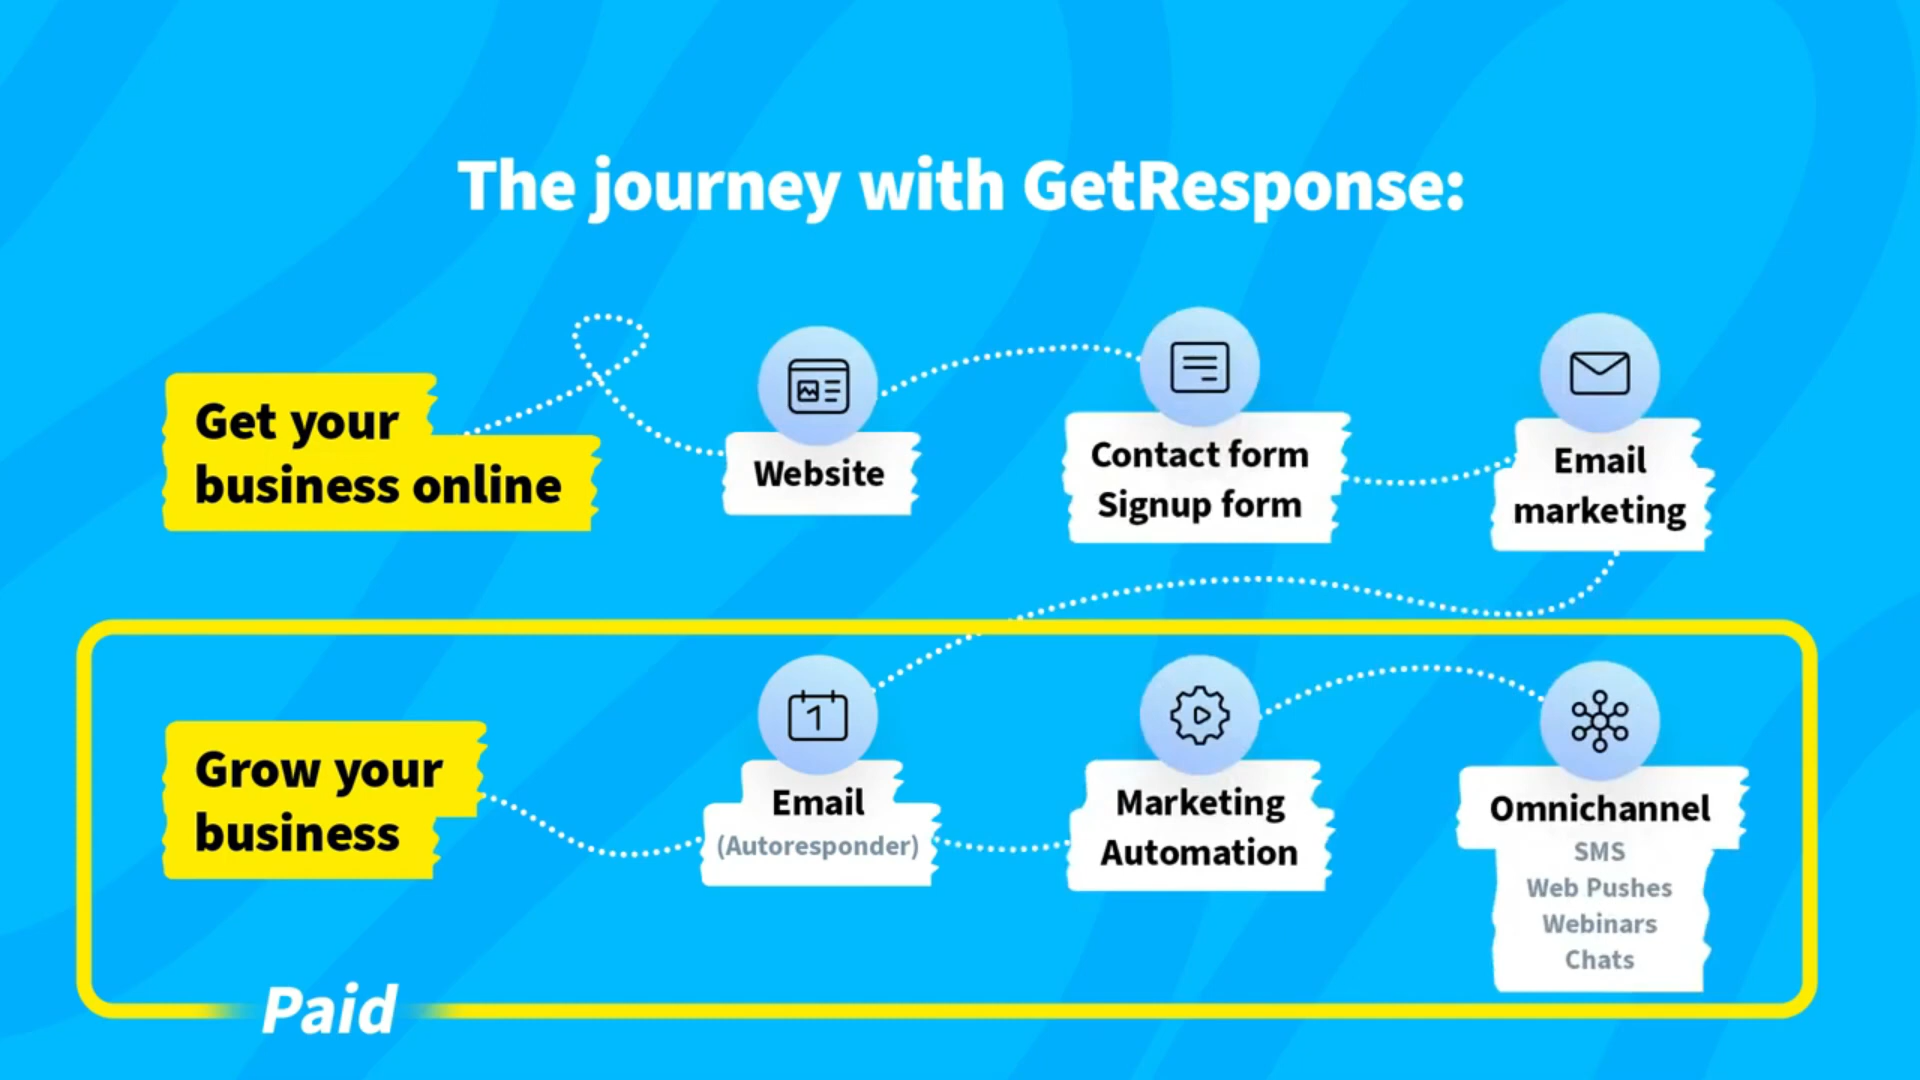 The journey with GetResponse:
Get your
business online
Website
Contact form
Signup form
Email
marketing
Grow your
business
1
Email
(Autoresponder)
Marketing
Automation
Omnichannel
SMS
Web Pushes
Webinars
Chats
Paid